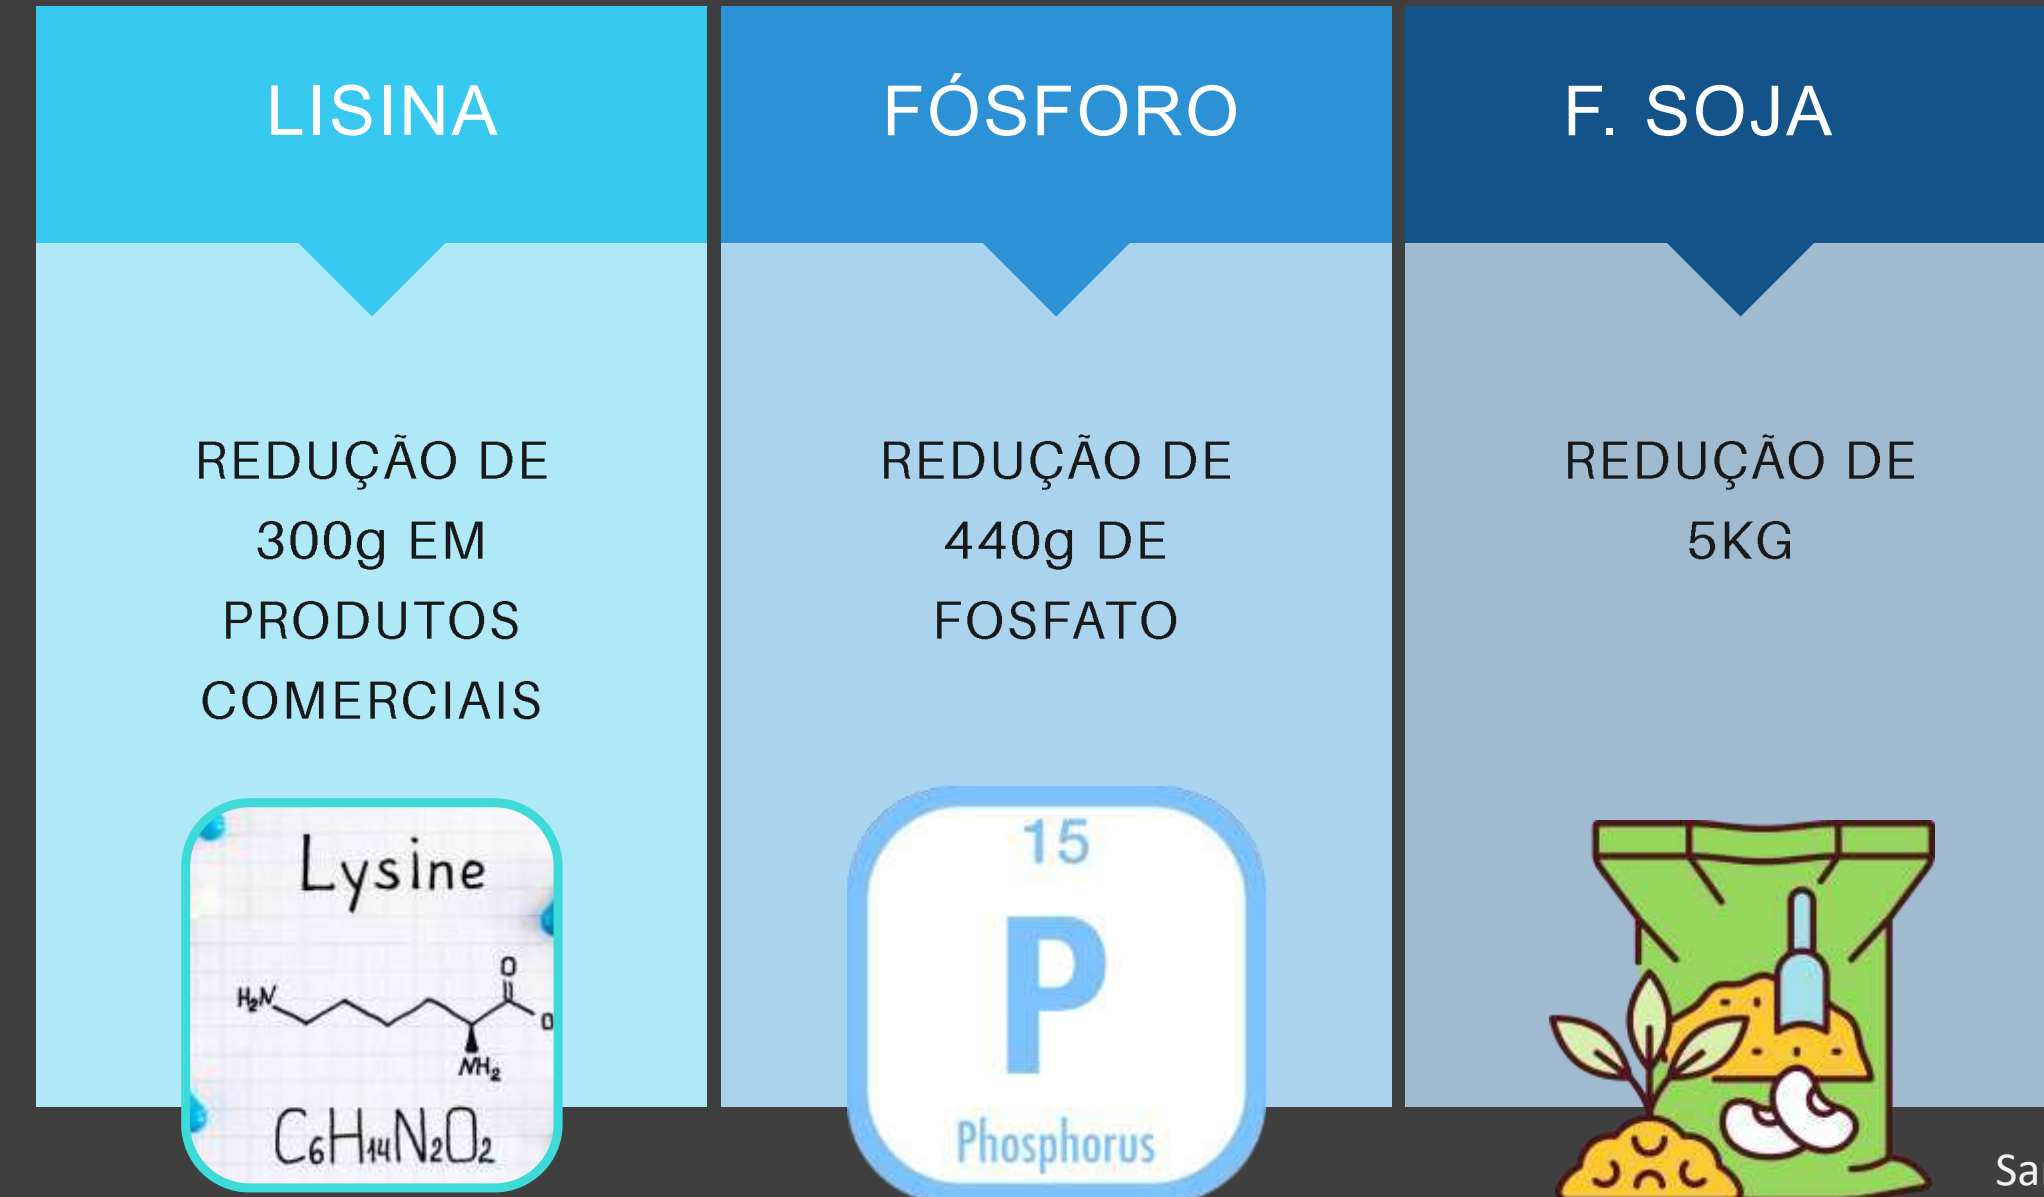 LISINA
REDUÇÃO DE
300g EM
PRODUTOS
COMERCIAIS
Lysine
O
H₂N
O
NH₂
C₆H₁₄N₂O₂
FÓSFORO
REDUÇÃO DE
440g DE
FOSFATO
15
P
Phosphorus
F. SOJA
REDUÇÃO DE
5KG
Sa